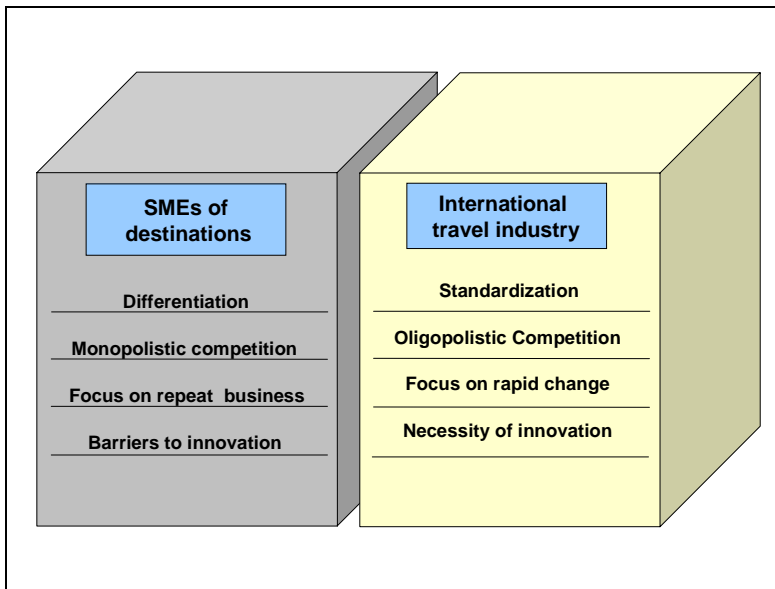 SMEs of
destinations
Differentiation
Monopolistic competition
Focus on repeat business
Barriers to innovation
International
travel industry
Standardization
Oligopolistic Competition
Focus on rapid change
Necessity of innovation